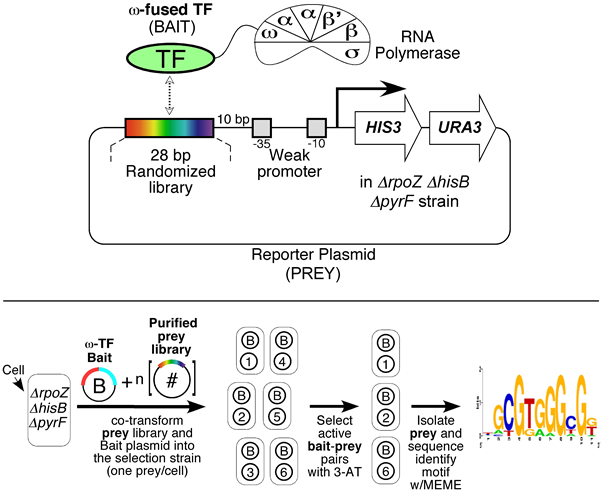 ω-fused TF
(BAIT)
TF
ω α α β' β σ
RNA
Polymerase
10 bp
-35
-10
HIS3
URA3
28 bp
Randomized
library
Weak
promoter
in ΔrpoZ ΔhisB
ΔpyrF strain
Reporter Plasmid
(PREY)
Cell
ΔrpoZ
ΔhisB
ΔpyrF
ω-TF
Bait
B
+ n
Purified
prey
library
[ # ]
co-transform
prey library and
Bait plasmid into
the selection strain
(one prey/cell)
B
1
B
4
B
2
B
5
B
3
B
6
Select
active
bait-prey
pairs
with 3-AT
B
1
B
2
B
6
Isolate
prey and
sequence
identify
motif
w/MEME
GCGTGGGCG